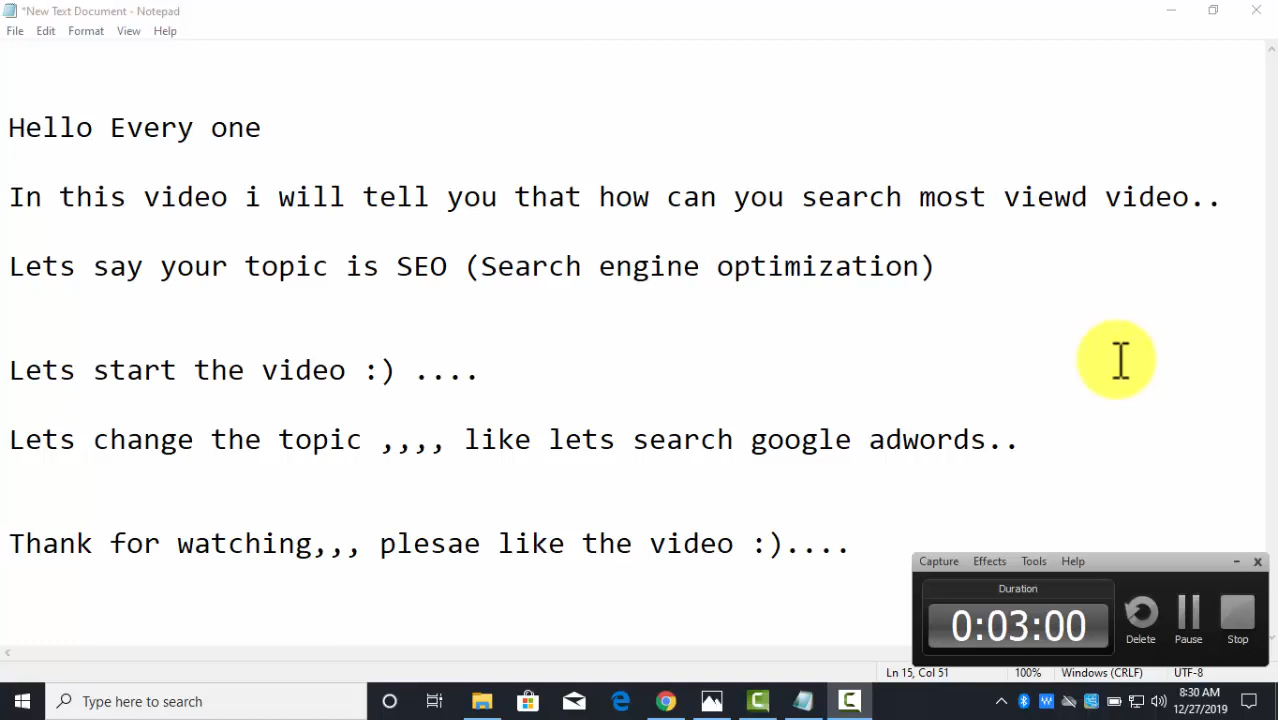 *New Text Document - Notepad
File Edit Format View Help
Hello Every one
In this video i will tell you that how can you search most viewd video..
Lets say your topic is SEO (Search engine optimization)
Lets start the video :) ....
Lets change the topic ,,,, like lets search google adwords..
Thank for watching,,, plesae like the video :)....
Capture Effects Tools Help
Duration
0:03:00
Delete Pause Stop
Ln 15, Col 51 100% Windows (CRLF) UTF-8
Type here to search
8:30 AM
12/27/2019